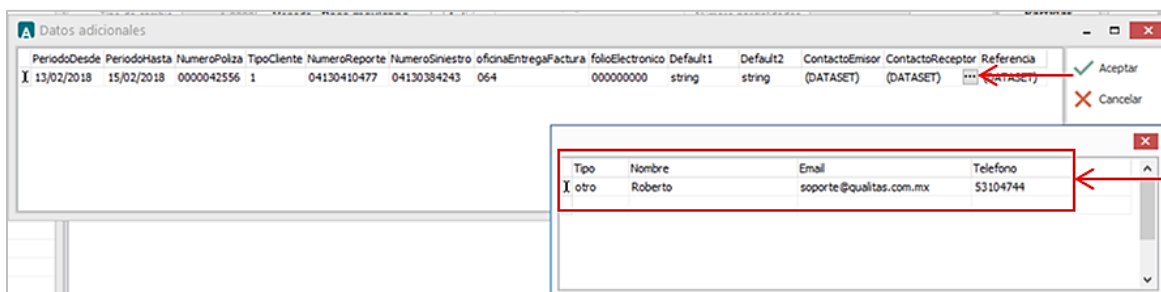 Datos adicionales
PeriodoDesde PeriodoHasta NumeroPoliza TipoCliente NumeroReporte NumeroSiniestro oficinaEntregaFactura folioElectronico Default1 Default2 ContactoEmisor ContactoReceptor Referencia
13/02/2018 15/02/2018 0000042556 1 04130410477 04130384243 064 000000000 string string (DATASET) (DATASET) ... (DATASET)
Aceptar
Cancelar
Tipo Nombre Email Telefono
otro Roberto soporte@qualitas.com.mx 53104744